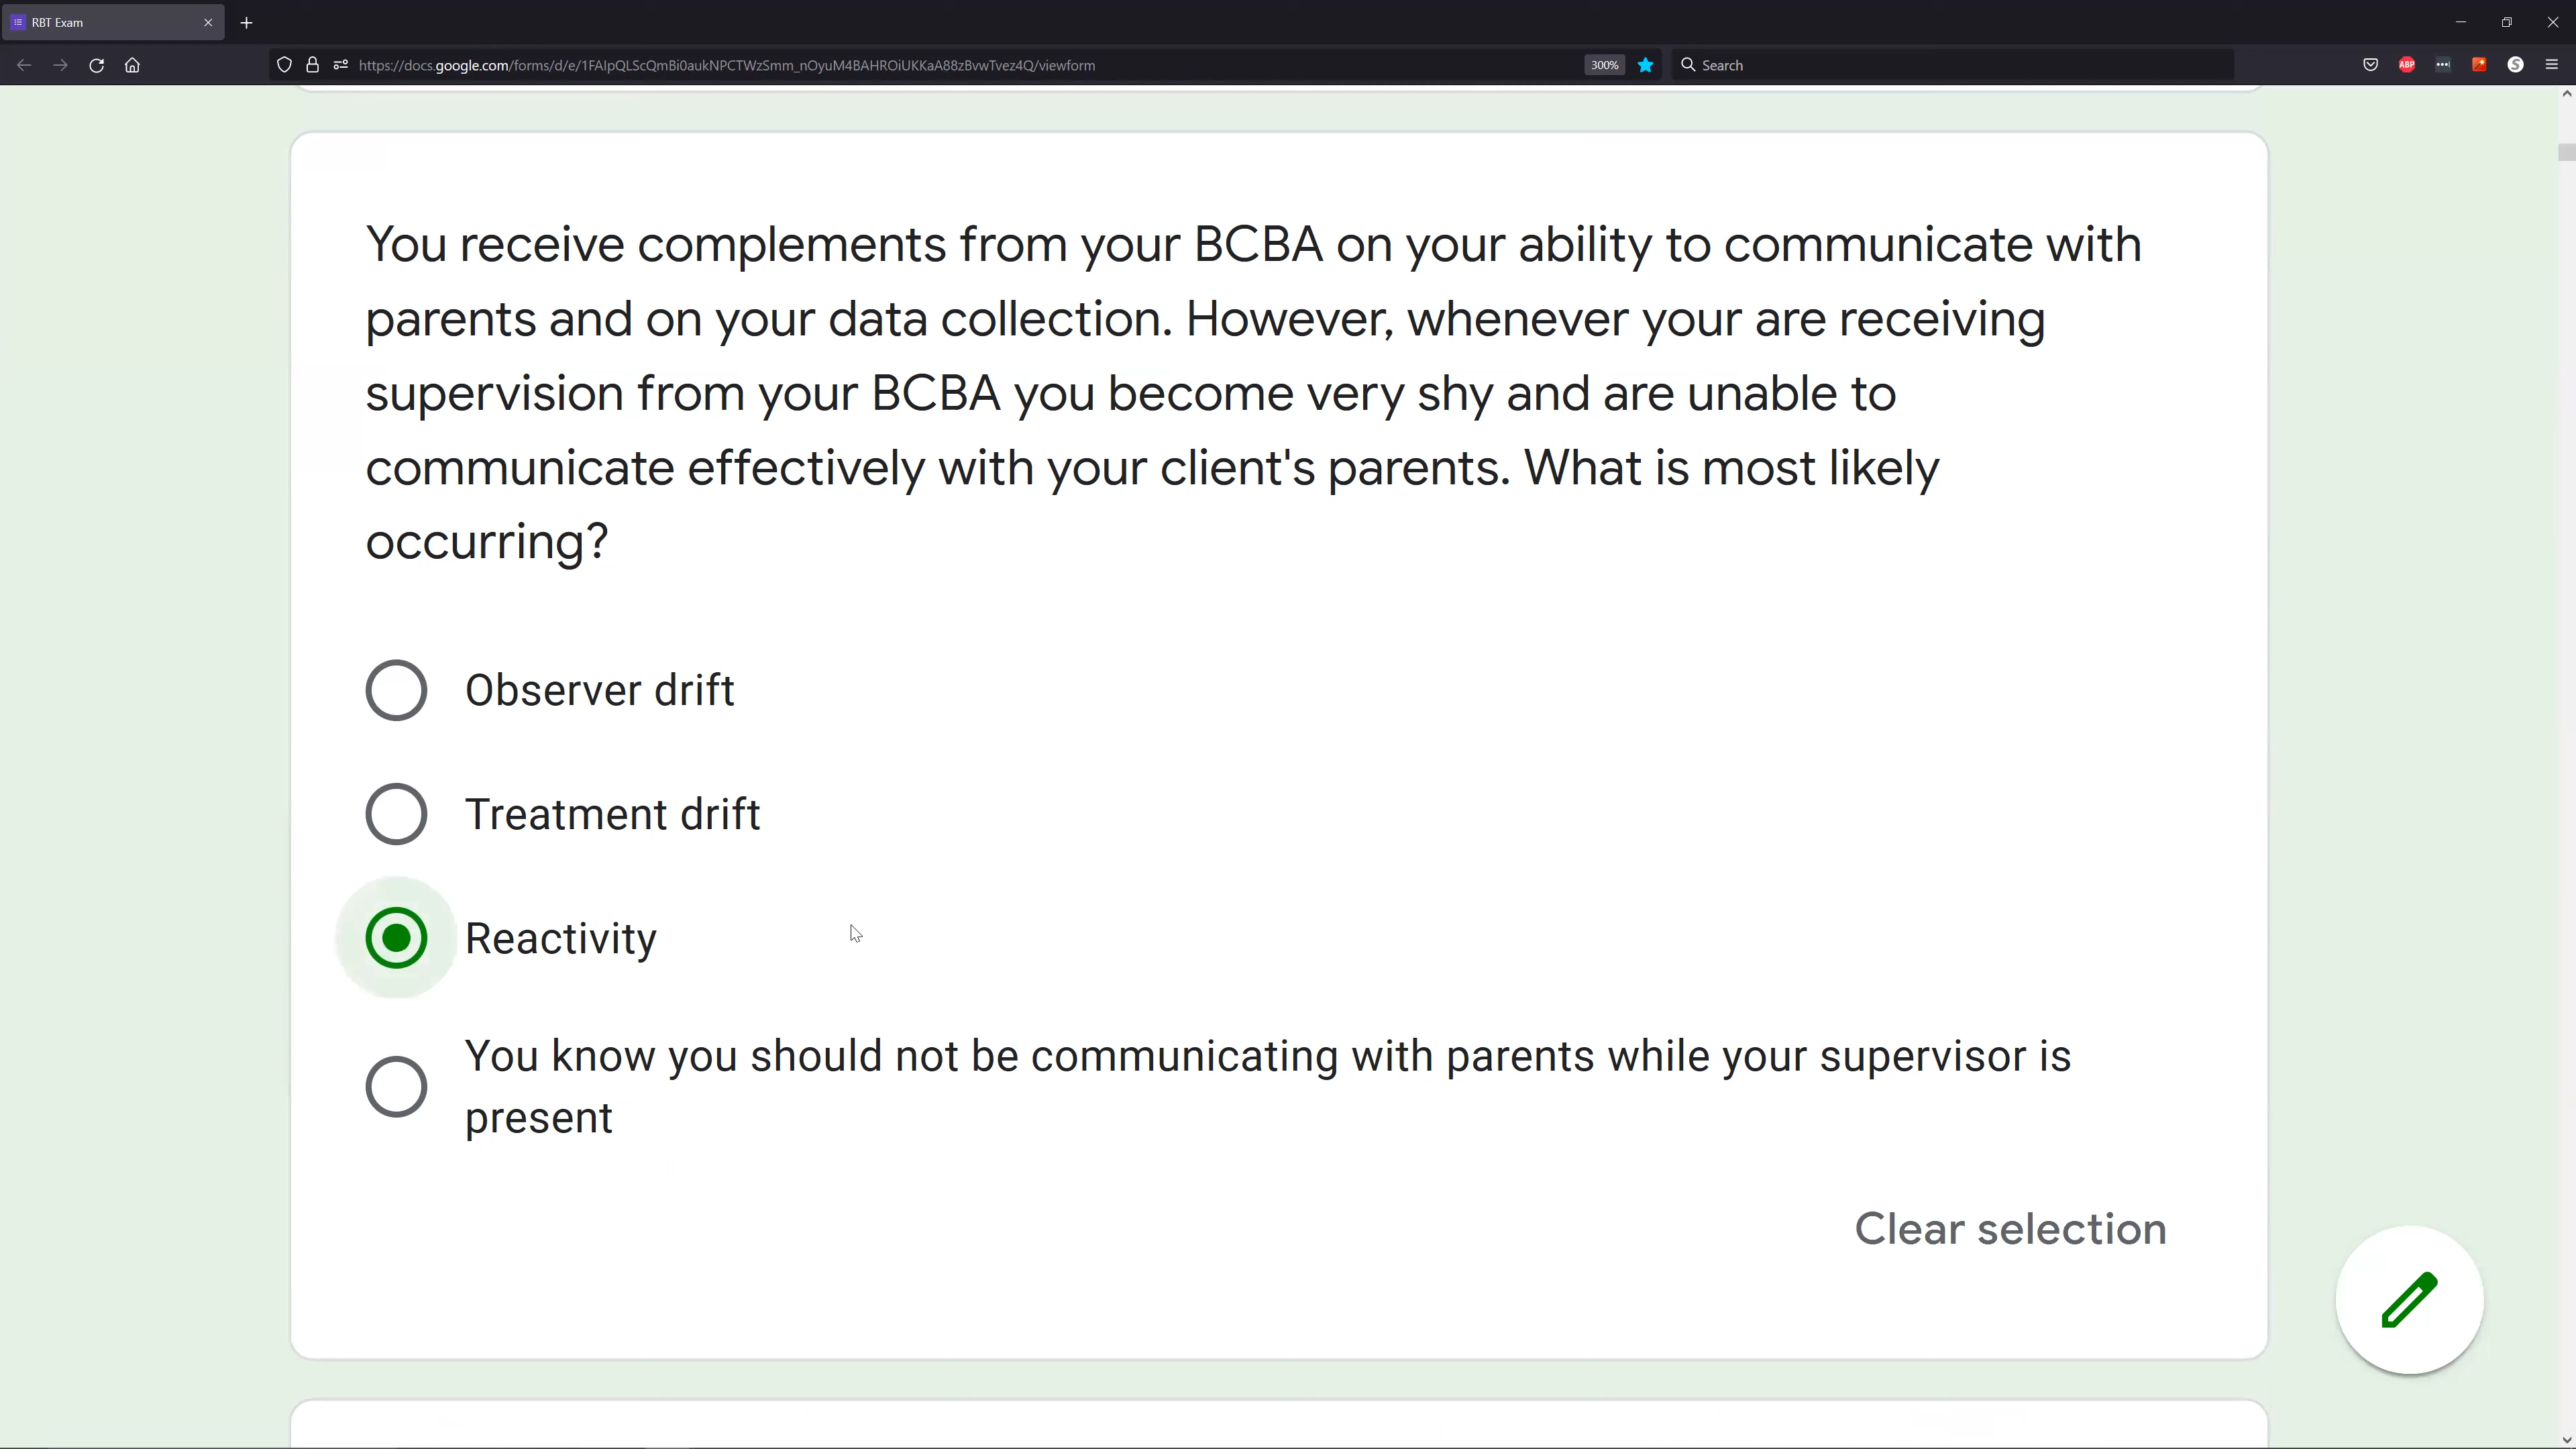 RBT Exam
https://docs.google.com/forms/d/e/1FAIpQLScQmBi0aukNPCTWzSmm_nOyuM4BAHROiUKKaA88zBvwTvez4Q/viewform
300%
Search
ABP
You receive complements from your BCBA on your ability to communicate with
parents and on your data collection. However, whenever your are receiving
supervision from your BCBA you become very shy and are unable to
communicate effectively with your client's parents. What is most likely
occurring?
Observer drift
Treatment drift
Reactivity
You know you should not be communicating with parents while your supervisor is
present
Clear selection